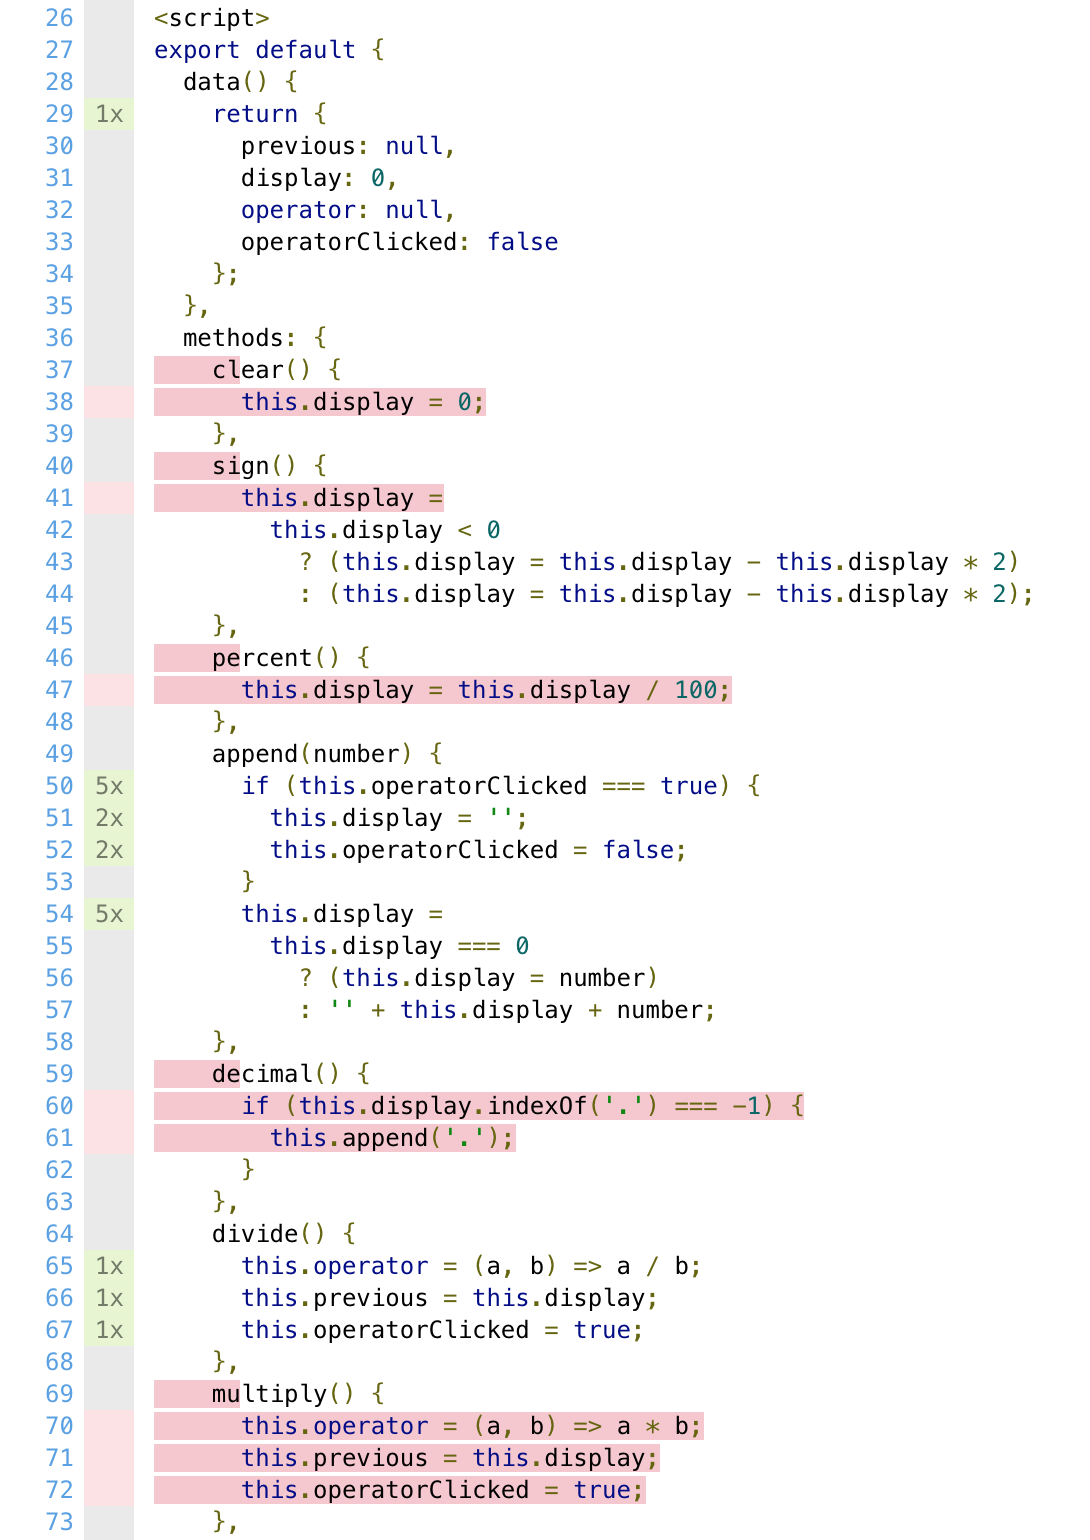 26 <script>
27 export default {
28 data() {
29 1x return {
30 previous: null,
31 display: 0,
32 operator: null,
33 operatorClicked: false
34 };
35 },
36 methods: {
37 clear() {
38 this.display = 0;
39 },
40 sign() {
41 this.display =
42 this.display < 0
43 ? (this.display = this.display - this.display * 2)
44 : (this.display = this.display - this.display * 2);
45 },
46 percent() {
47 this.display = this.display / 100;
48 },
49 append(number) {
50 5x if (this.operatorClicked === true) {
51 2x this.display = '';
52 2x this.operatorClicked = false;
53 }
54 5x this.display =
55 this.display === 0
56 ? (this.display = number)
57 : '' + this.display + number;
58 },
59 decimal() {
60 if (this.display.indexOf('.') === -1) {
61 this.append('.');
62 }
63 },
64 divide() {
65 1x this.operator = (a, b) => a / b;
66 1x this.previous = this.display;
67 1x this.operatorClicked = true;
68 },
69 multiply() {
70 this.operator = (a, b) => a * b;
71 this.previous = this.display;
72 this.operatorClicked = true;
73 },